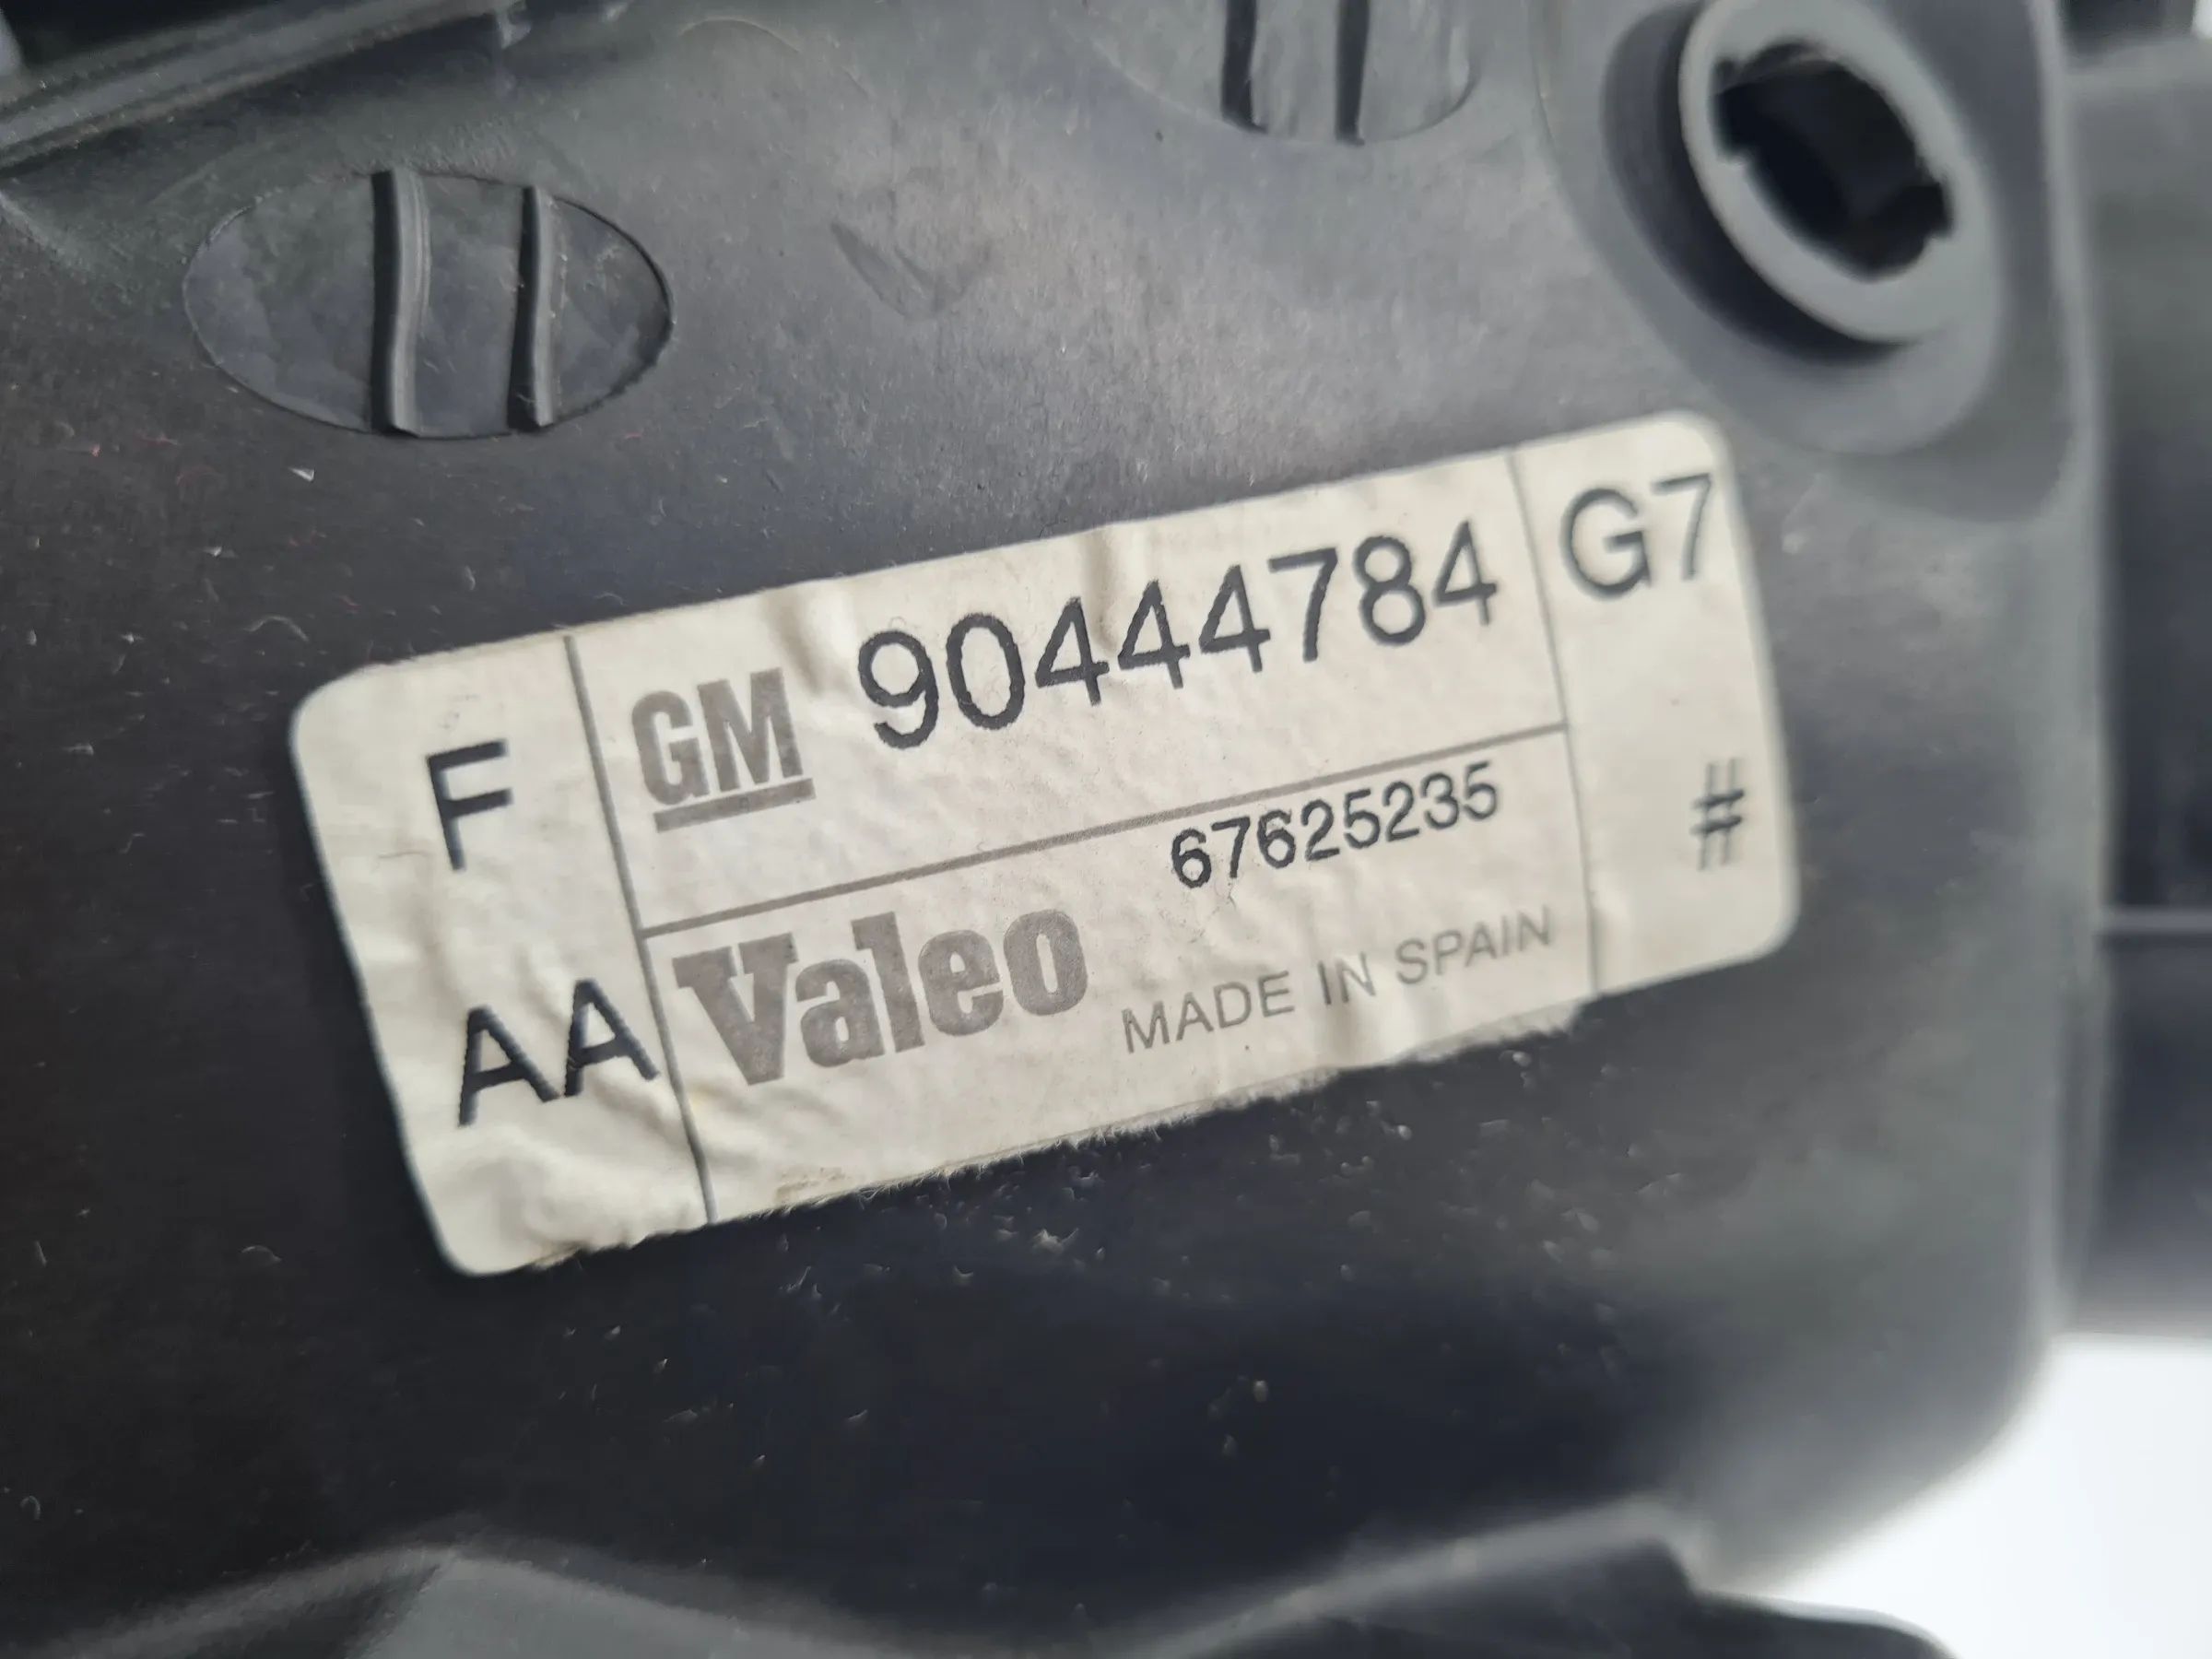 F GM 90444784 G7
67625235 #
AA Valeo MADE IN SPAIN